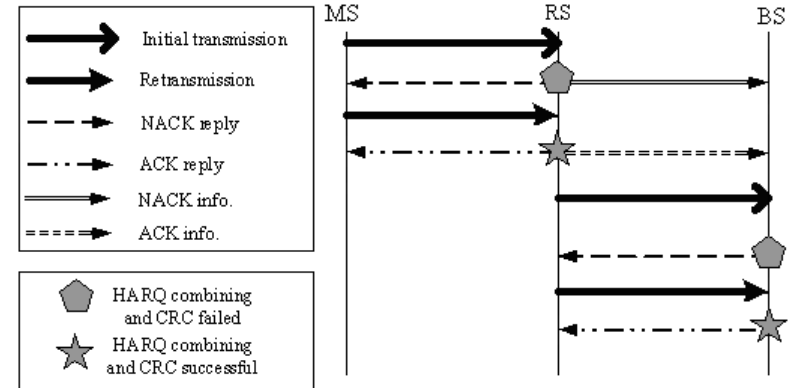 MS RS BS
Initial transmission
Retransmission
NACK reply
ACK reply
NACK info.
ACK info.
HARQ combining
and CRC failed
HARQ combining
and CRC successful